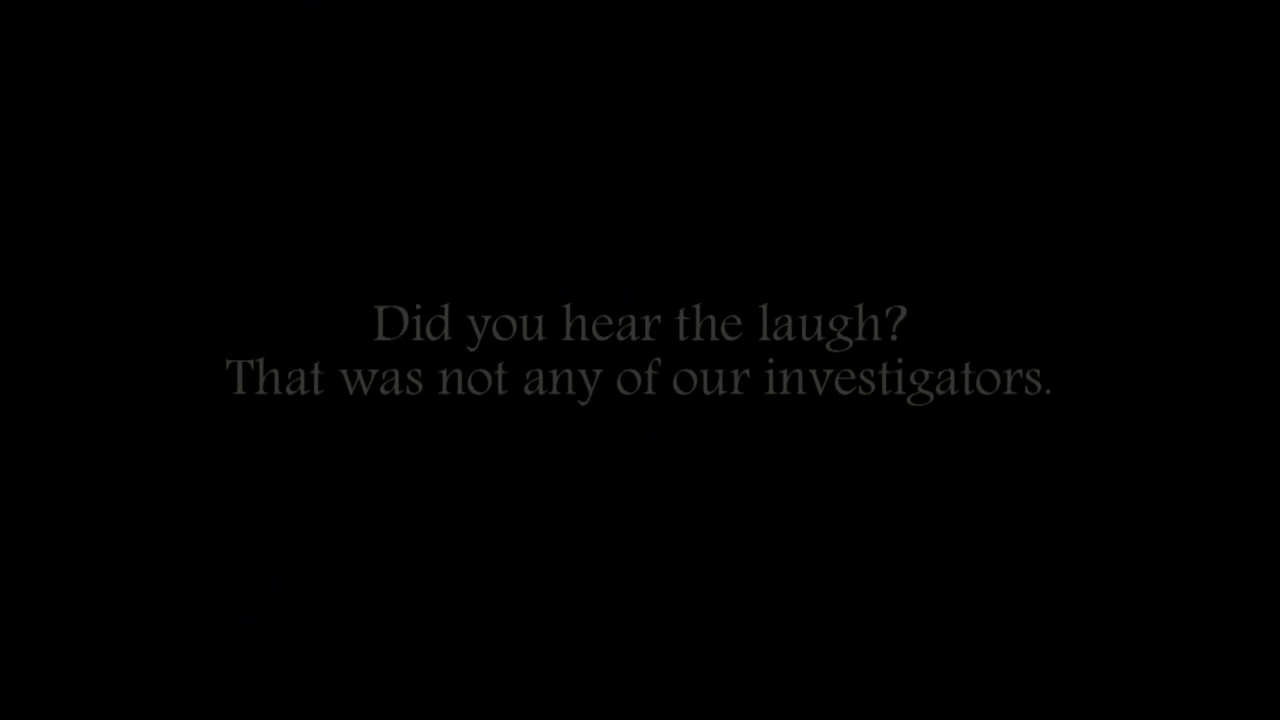 Did you hear the laugh?
That was not any of our investigators.